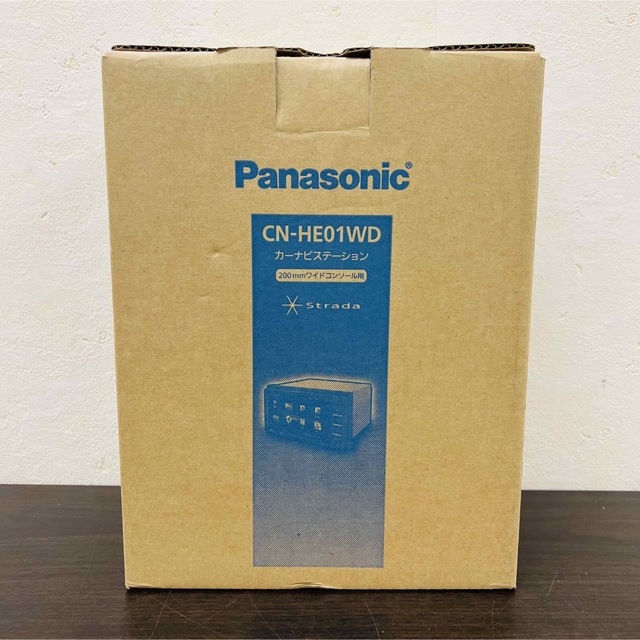 Panasonic®
CN-HE01WD
カーナビステーション
200mmワイドコンソール用
Strada